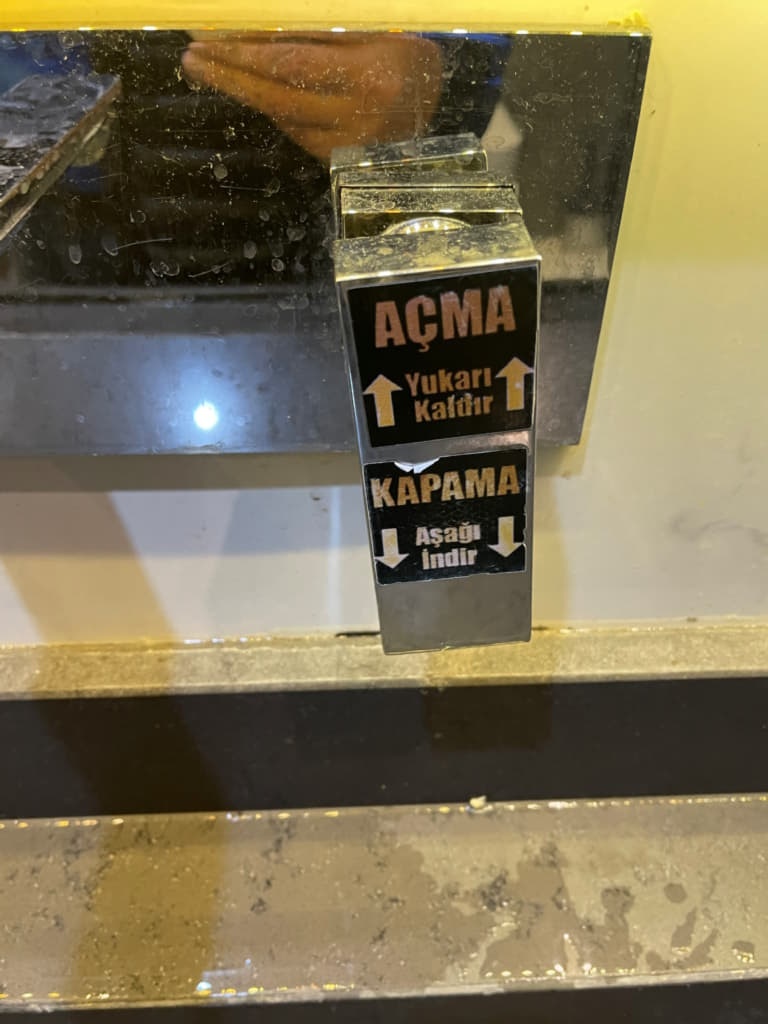 AÇMA
Yukarı
Kaldır
KAPAMA
Aşağı
İndir